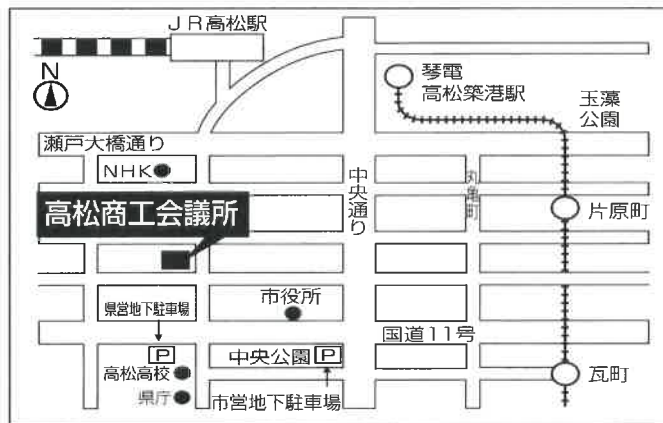 JR高松駅
N
琴電
高松築港駅
玉藻
公園
瀬戸大橋通り
NHK
中央通り
丸亀町
高松商工会議所
片原町
県営地下駐車場
市役所
国道11号
P
中央公園 P
高松高校
瓦町
県庁
市営地下駐車場